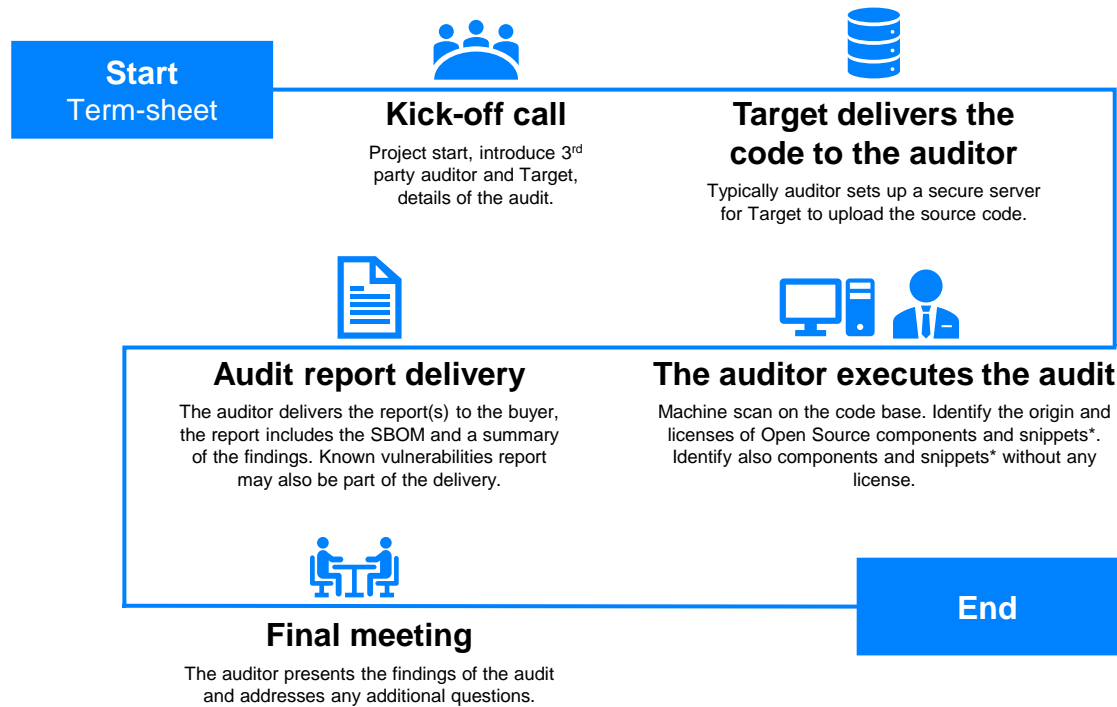 Start
Term-sheet
Kick-off call
Project start, introduce 3rd
party auditor and Target,
details of the audit.
Target delivers the
code to the auditor
Typically auditor sets up a secure server
for Target to upload the source code.
Audit report delivery
The auditor delivers the report(s) to the buyer,
the report includes the SBOM and a summary
of the findings. Known vulnerabilities report
may also be part of the delivery.
The auditor executes the audit
Machine scan on the code base. Identify the origin and
licenses of Open Source components and snippets*.
Identify also components and snippets* without any
license.
Final meeting
The auditor presents the findings of the audit
and addresses any additional questions.
End